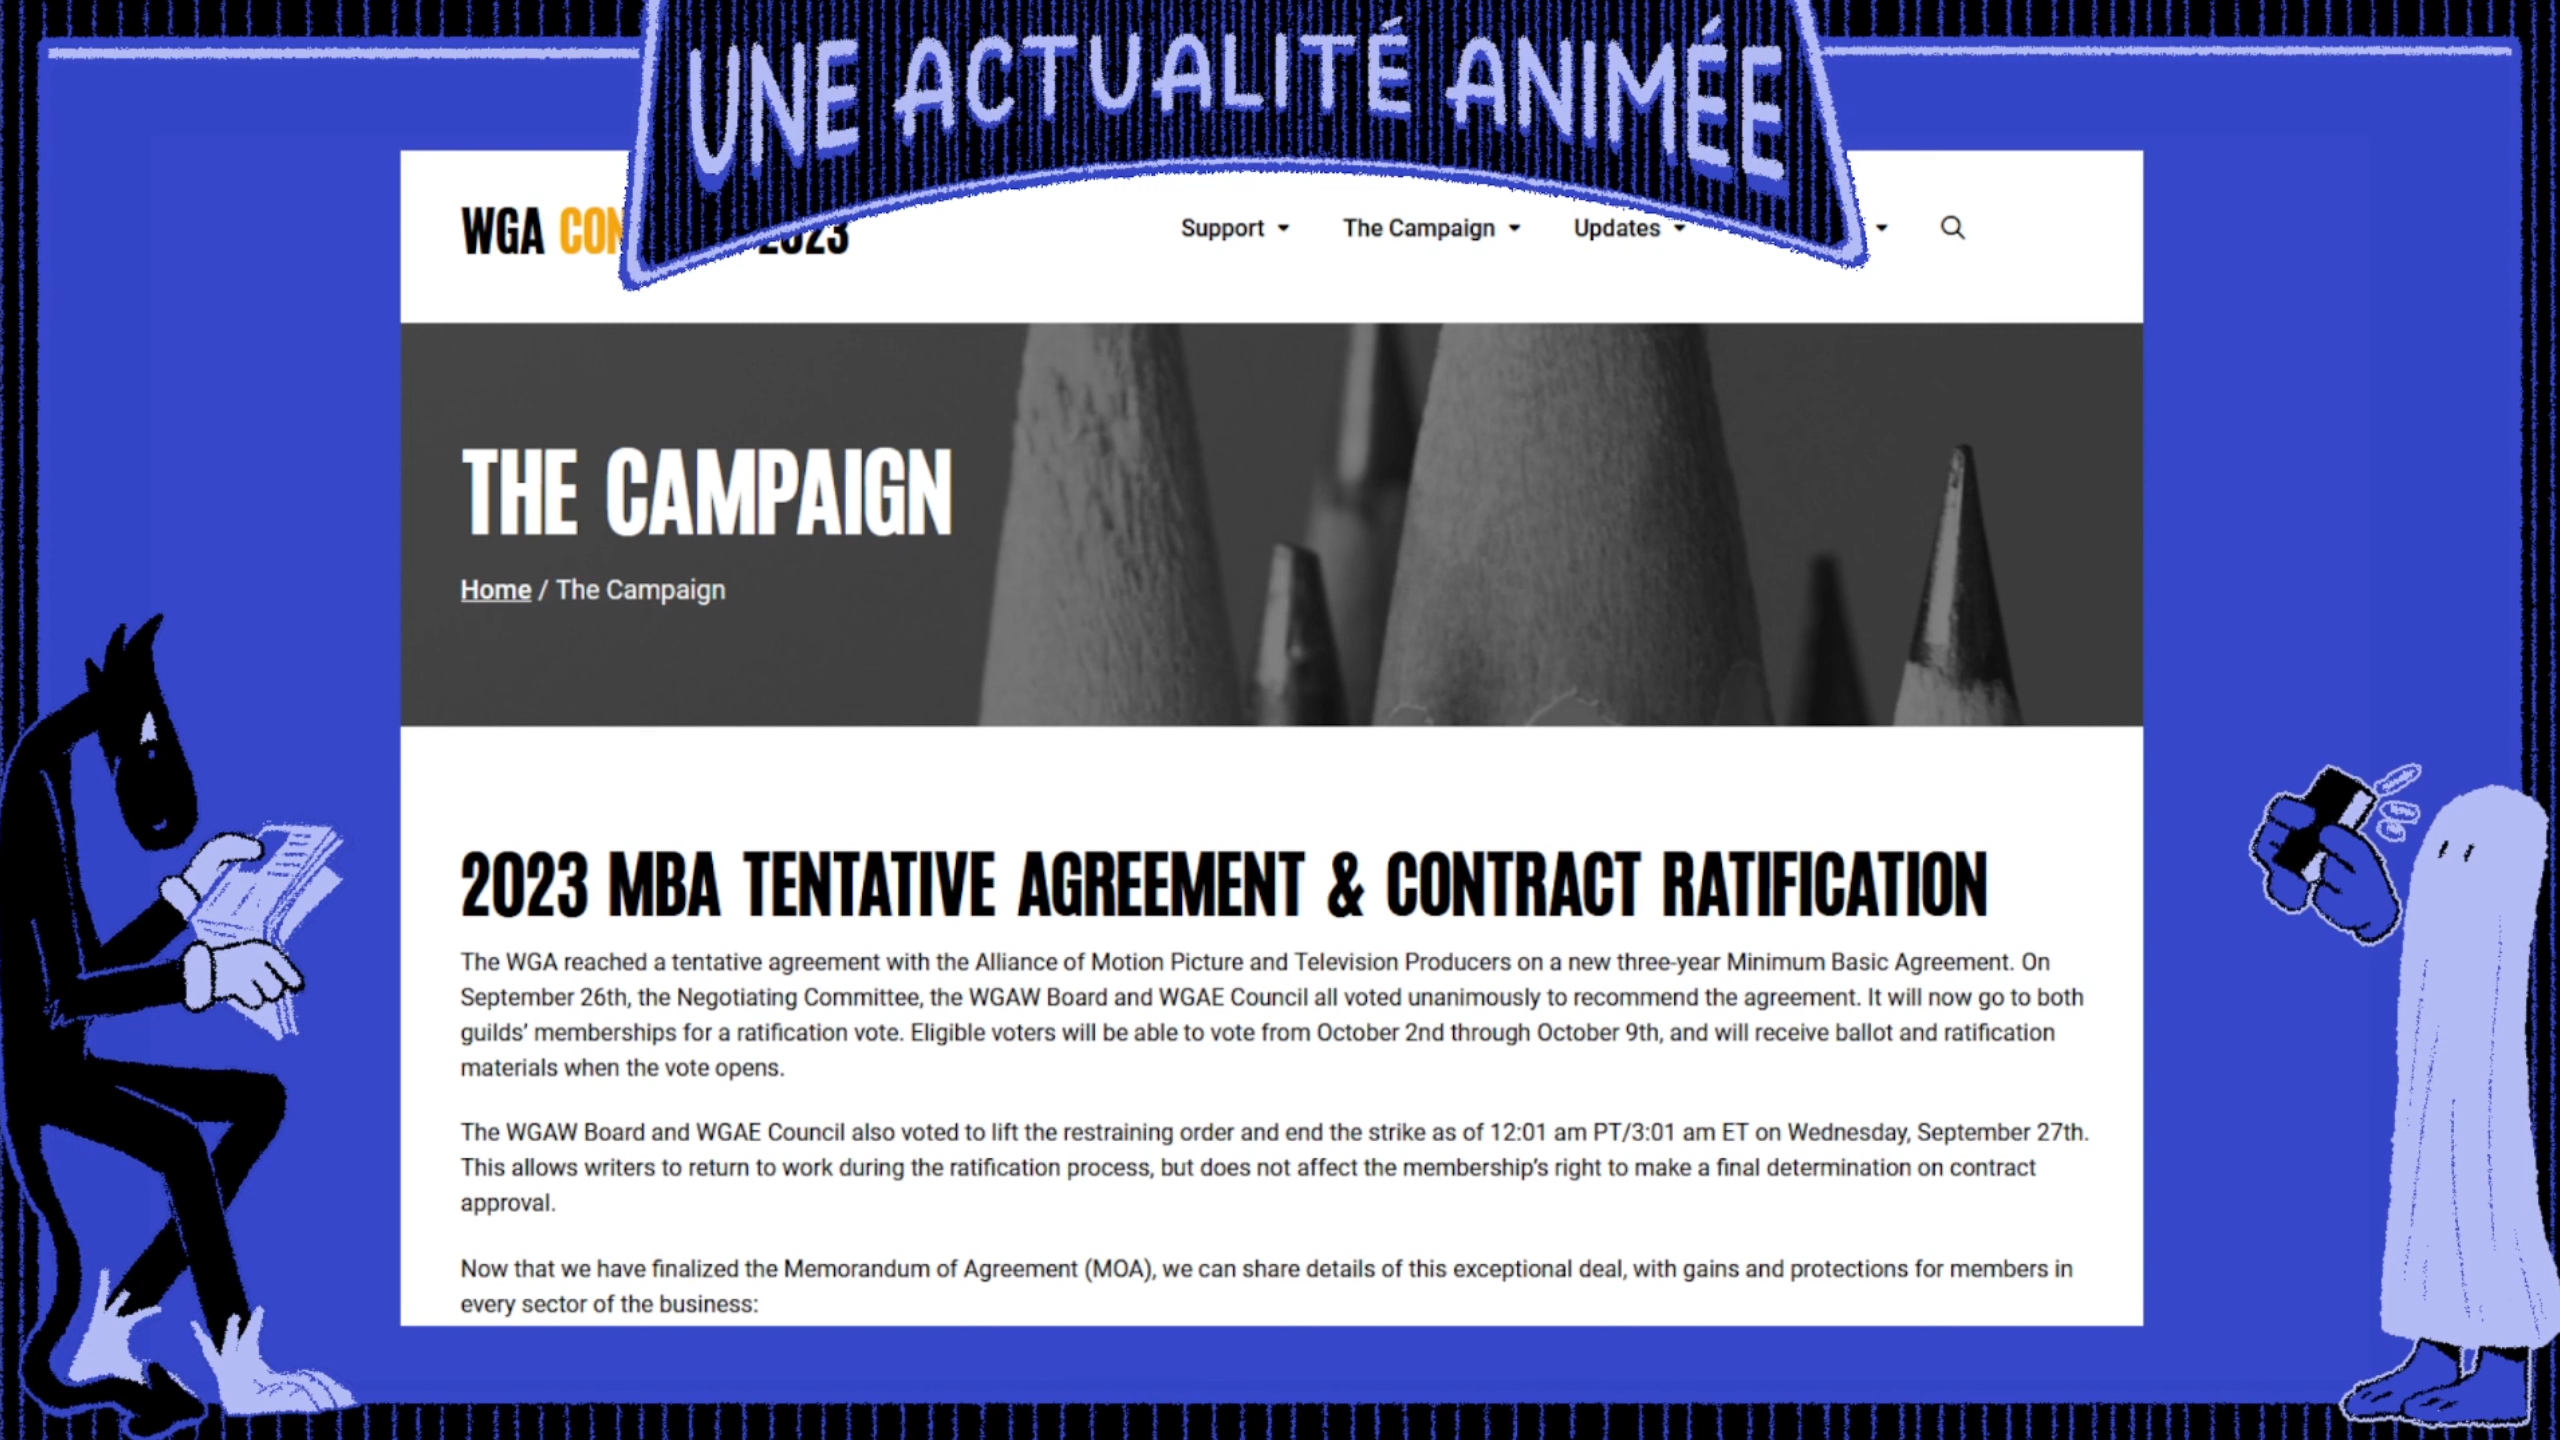 UNE ACTUALITÉ ANIMÉE
WGA 2023
Support The Campaign Updates
THE CAMPAIGN
Home / The Campaign
2023 MBA TENTATIVE AGREEMENT & CONTRACT RATIFICATION
The WGA reached a tentative agreement with the Alliance of Motion Picture and Television Producers on a new three-year Minimum Basic Agreement. On
September 26th, the Negotiating Committee, the WGAW Board and WGAE Council all voted unanimously to recommend the agreement. It will now go to both
guilds’ memberships for a ratification vote. Eligible voters will be able to vote from October 2nd through October 9th, and will receive ballot and ratification
materials when the vote opens.
The WGAW Board and WGAE Council also voted to lift the restraining order and end the strike as of 12:01 am PT/3:01 am ET on Wednesday, September 27th.
This allows writers to return to work during the ratification process, but does not affect the membership’s right to make a final determination on contract
approval.
Now that we have finalized the Memorandum of Agreement (MOA), we can share details of this exceptional deal, with gains and protections for members in
every sector of the business: